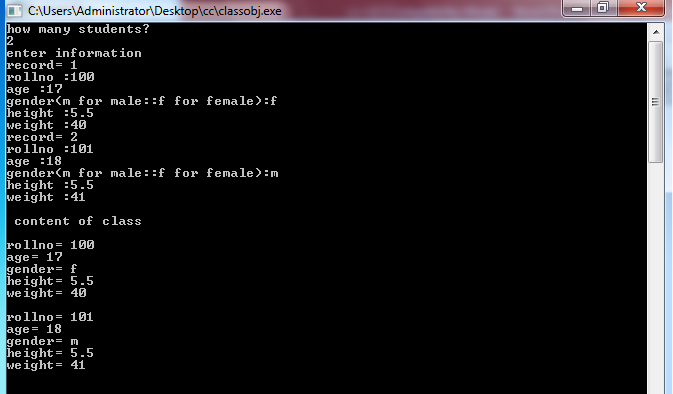 C:\Users\Administrator\Desktop\cc\classobj.exe
how many students?
2
enter information
record= 1
rollno :100
age :17
gender(m for male::f for female):f
height :5.5
weight :40
record= 2
rollno :101
age :18
gender(m for male::f for female):m
height :5.5
weight :41
content of class
rollno= 100
age= 17
gender= f
height= 5.5
weight= 40
rollno= 101
age= 18
gender= m
height= 5.5
weight= 41